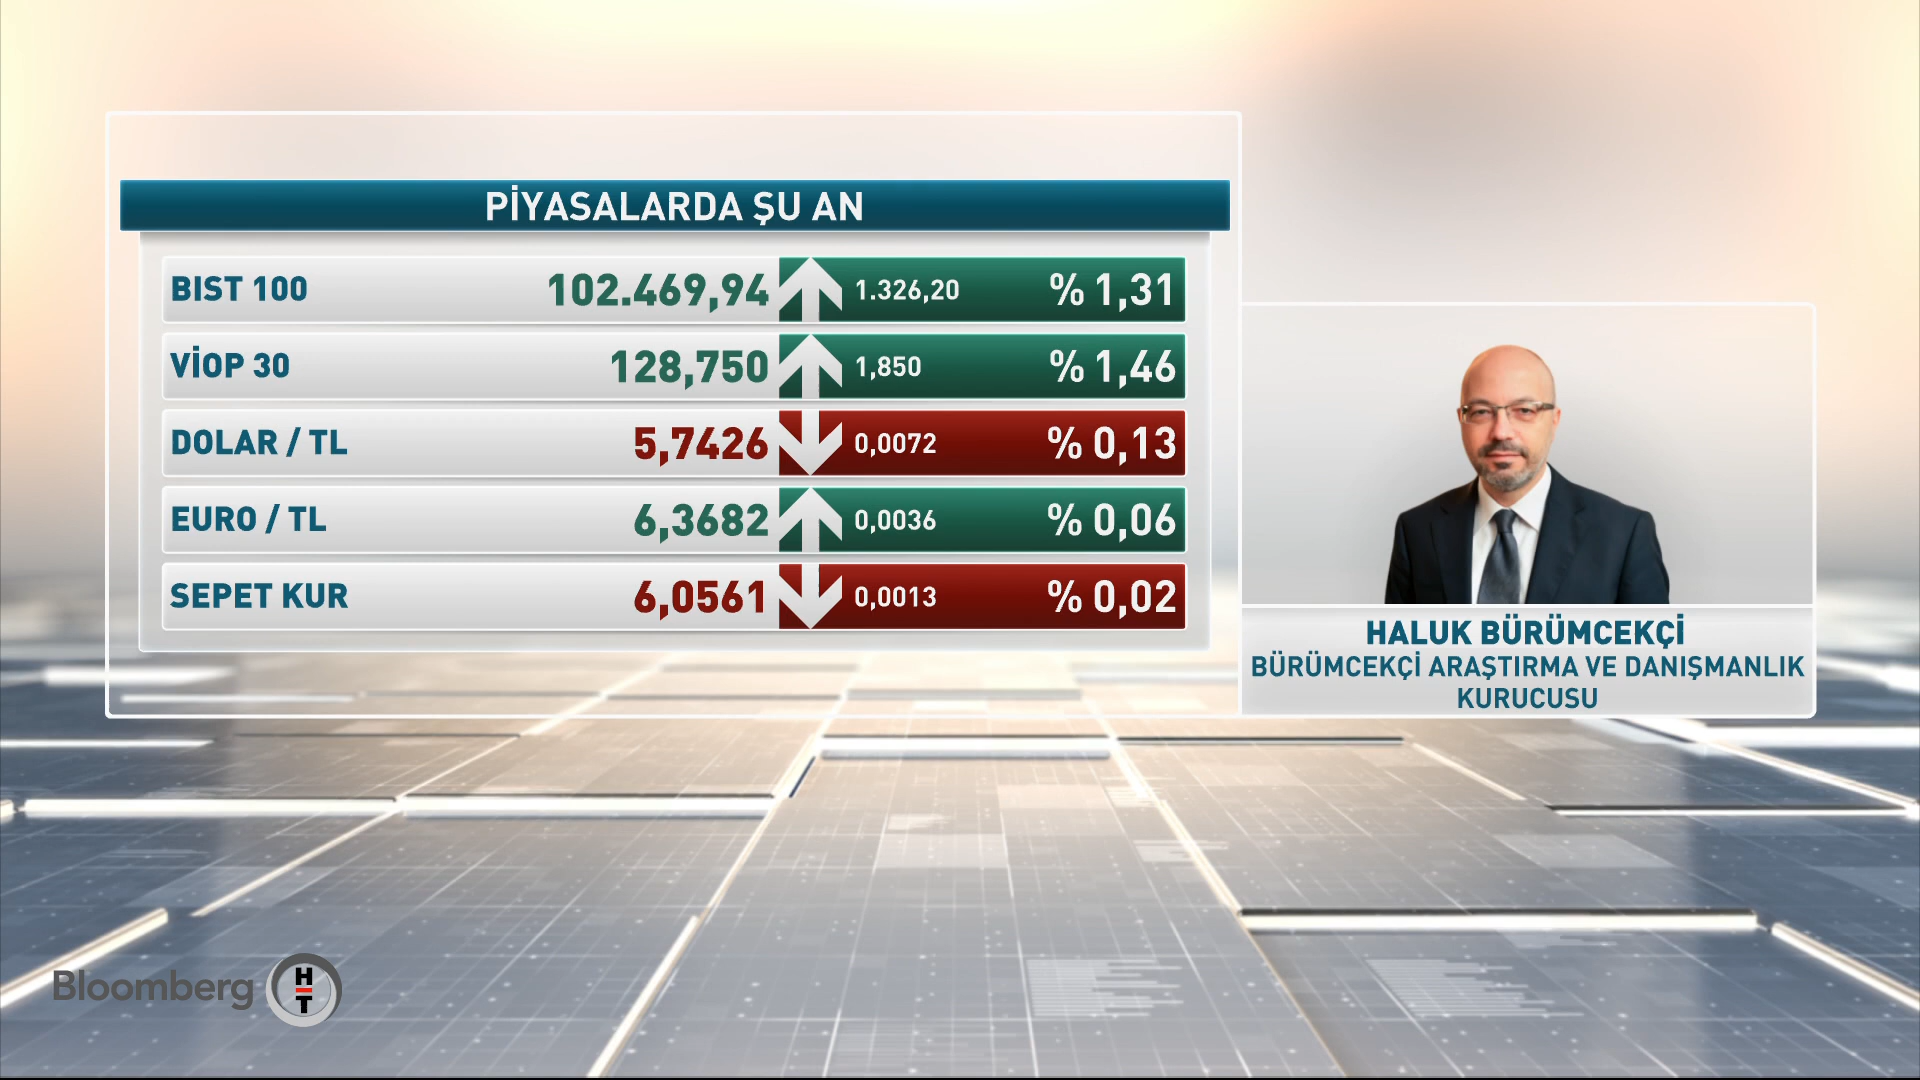 PİYASALARDA ŞU AN
BIST 100 102.469,94 1.326,20 % 1,31
VİOP 30 128,750 1,850 % 1,46
DOLAR / TL 5,7426 0,0072 % 0,13
EURO / TL 6,3682 0,0036 % 0,06
SEPET KUR 6,0561 0,0013 % 0,02
HALUK BÜRÜMCEKÇİ
BÜRÜMCEKÇİ ARAŞTIRMA VE DANIŞMANLIK
KURUCUSU
Bloomberg HT